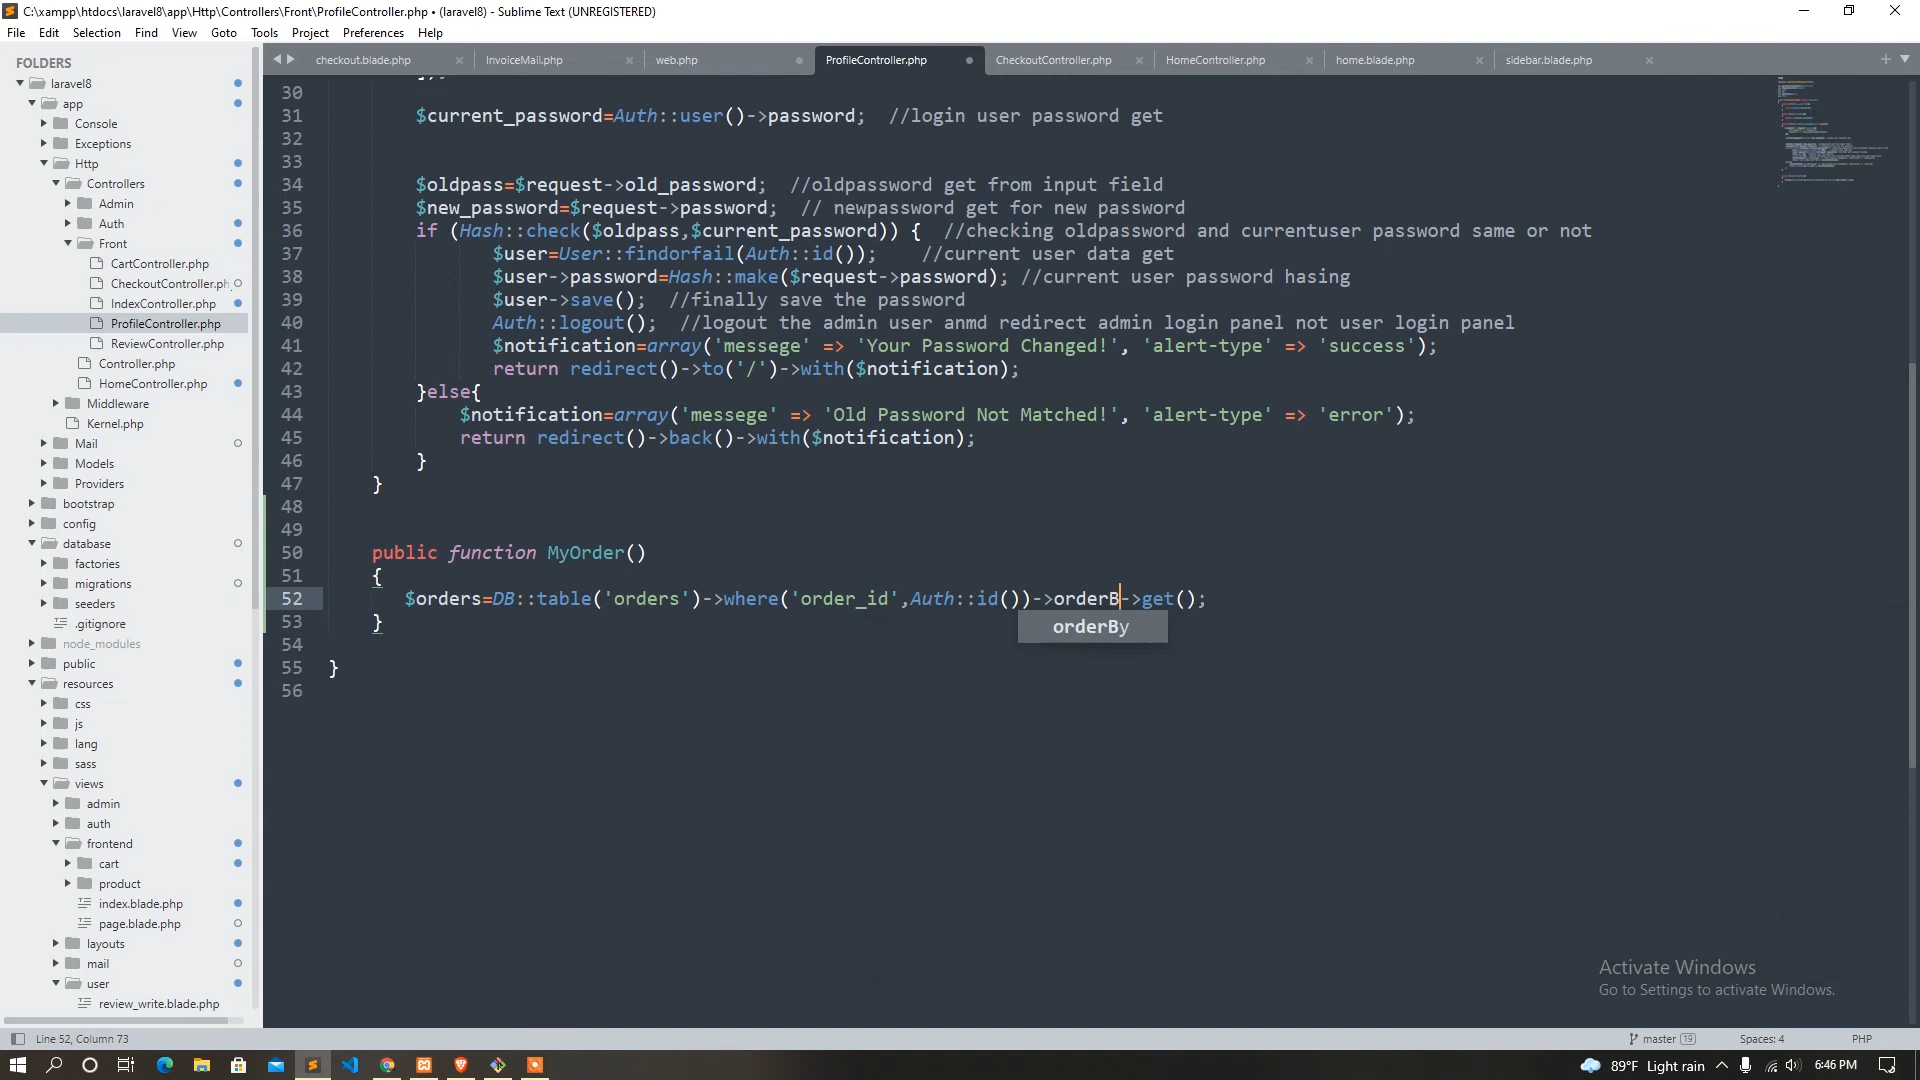 C:\xampp\htdocs\laravel8\app\Http\Controllers\Front\ProfileController.php • (laravel8) - Sublime Text (UNREGISTERED)
File Edit Selection Find View Goto Tools Project Preferences Help
FOLDERS
laravel8
app
Console
Exceptions
Http
Controllers
Admin
Auth
Front
CartController.php
CheckoutController.ph
IndexController.php
ProfileController.php
ReviewController.php
Controller.php
HomeController.php
Middleware
Kernel.php
Mail
Models
Providers
bootstrap
config
database
factories
migrations
seeders
.gitignore
node_modules
public
resources
css
js
lang
sass
views
admin
auth
frontend
cart
product
index.blade.php
page.blade.php
layouts
mail
user
review_write.blade.php
checkout.blade.php InvoiceMail.php web.php ProfileController.php CheckoutController.php HomeController.php home.blade.php sidebar.blade.php
30
31 $current_password=Auth::user()->password; //login user password get
32
33
34 $oldpass=$request->old_password; //oldpassword get from input field
35 $new_password=$request->password; // newpassword get for new password
36 if (Hash::check($oldpass,$current_password)) { //checking oldpassword and currentuser password same or not
37 $user=User::findorfail(Auth::id()); //current user data get
38 $user->password=Hash::make($request->password); //current user password hasing
39 $user->save(); //finally save the password
40 Auth::logout(); //logout the admin user anmd redirect admin login panel not user login panel
41 $notification=array('messege' => 'Your Password Changed!', 'alert-type' => 'success');
42 return redirect()->to('/')->with($notification);
43 }else{
44 $notification=array('messege' => 'Old Password Not Matched!', 'alert-type' => 'error');
45 return redirect()->back()->with($notification);
46 }
47 }
48
49
50 public function MyOrder()
51 {
52 $orders=DB::table('orders')->where('order_id',Auth::id())->orderB->get();
53 }
orderBy
54
55 }
56
Activate Windows
Go to Settings to activate Windows.
Line 52, Column 73 master 19 Spaces: 4 PHP
89°F Light rain 6:46 PM